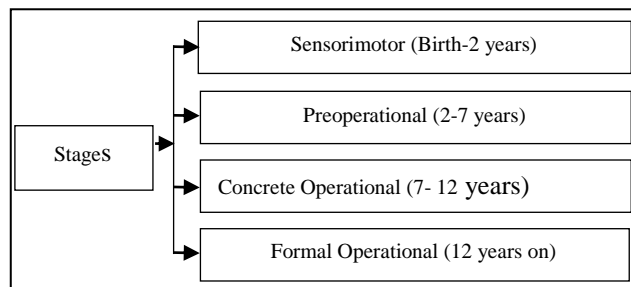 Sensorimotor (Birth-2 years)
Preoperational (2-7 years)
Stages
Concrete Operational (7- 12 years)
Formal Operational (12 years on)